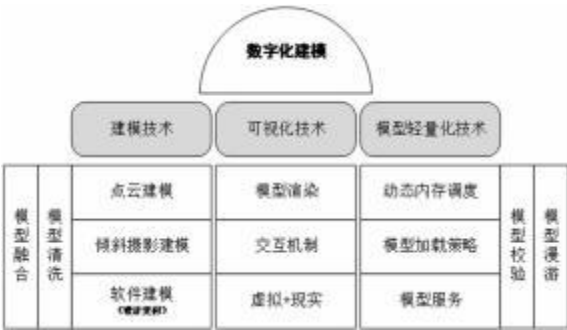 数字化建模
建模技术
可视化技术
模型轻量化技术
模型融合
模型清洗
点云建模
模型渲染
动态内存调度
倾斜摄影建模
交互机制
模型加载策略
软件建模
虚拟+现实
模型服务
模型校验
模型漫游